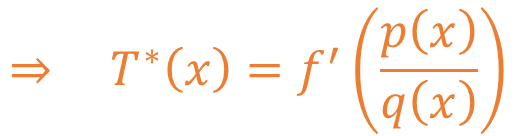 ⇒ T*(x) = f′(p(x)/q(x))